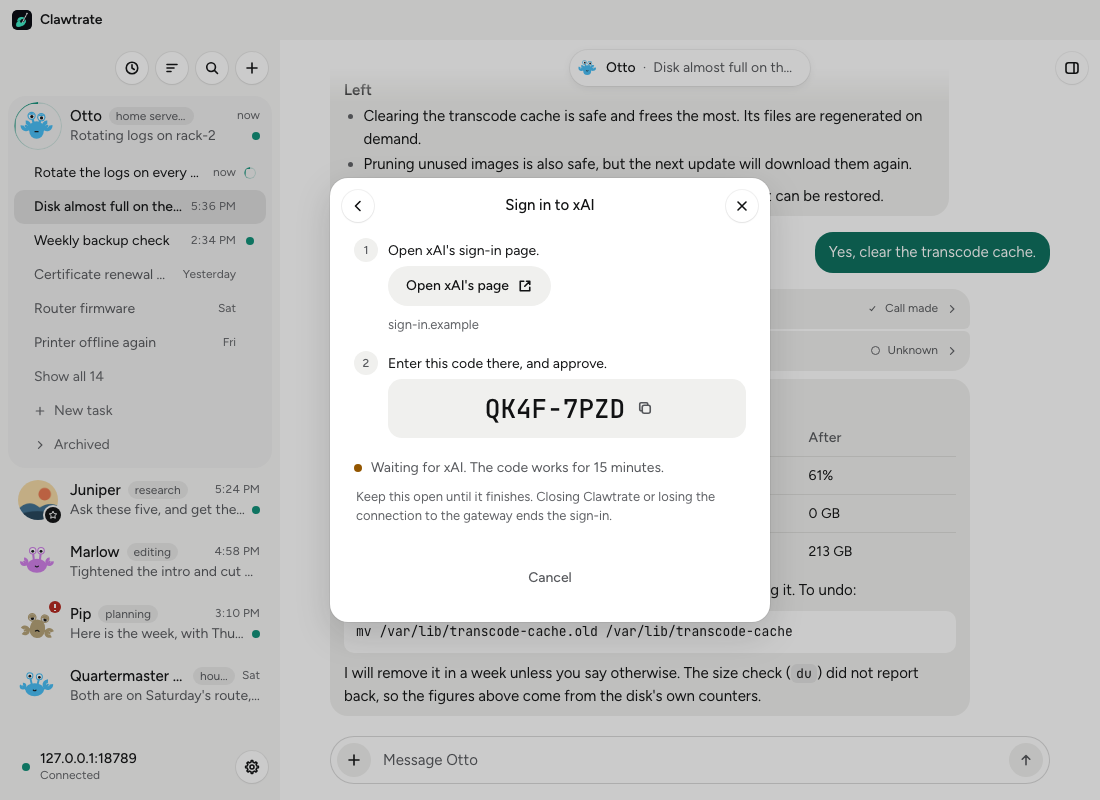 Clawtrate
Otto home serve... now
Rotating logs on rack-2
Rotate the logs on every ... now
Disk almost full on the... 5:36 PM
Weekly backup check 2:34 PM
Certificate renewal ... Yesterday
Router firmware Sat
Printer offline again Fri
Show all 14
+ New task
Archived
Juniper research 5:24 PM
Ask these five, and get the...
Marlow editing 4:58 PM
Tightened the intro and cut ...
Pip planning 3:10 PM
Here is the week, with Thu...
Quartermaster ... hou... Sat
Both are on Saturday's route,...
127.0.0.1:18789
Connected
Otto · Disk almost full on th...
Left
• Clearing the transcode cache is safe and frees the most. Its files are regenerated on
demand.
• Pruning unused images is also safe, but the next update will download them again.
can be restored.
Yes, clear the transcode cache.
Call made
Unknown
After
61%
0 GB
213 GB
it. To undo:
mv /var/lib/transcode-cache.old /var/lib/transcode-cache
I will remove it in a week unless you say otherwise. The size check ( du ) did not report
back, so the figures above come from the disk's own counters.
Message Otto
Sign in to xAI
1 Open xAI's sign-in page.
Open xAI's page
sign-in.example
2 Enter this code there, and approve.
QK4F-7PZD
Waiting for xAI. The code works for 15 minutes.
Keep this open until it finishes. Closing Clawtrate or losing the
connection to the gateway ends the sign-in.
Cancel